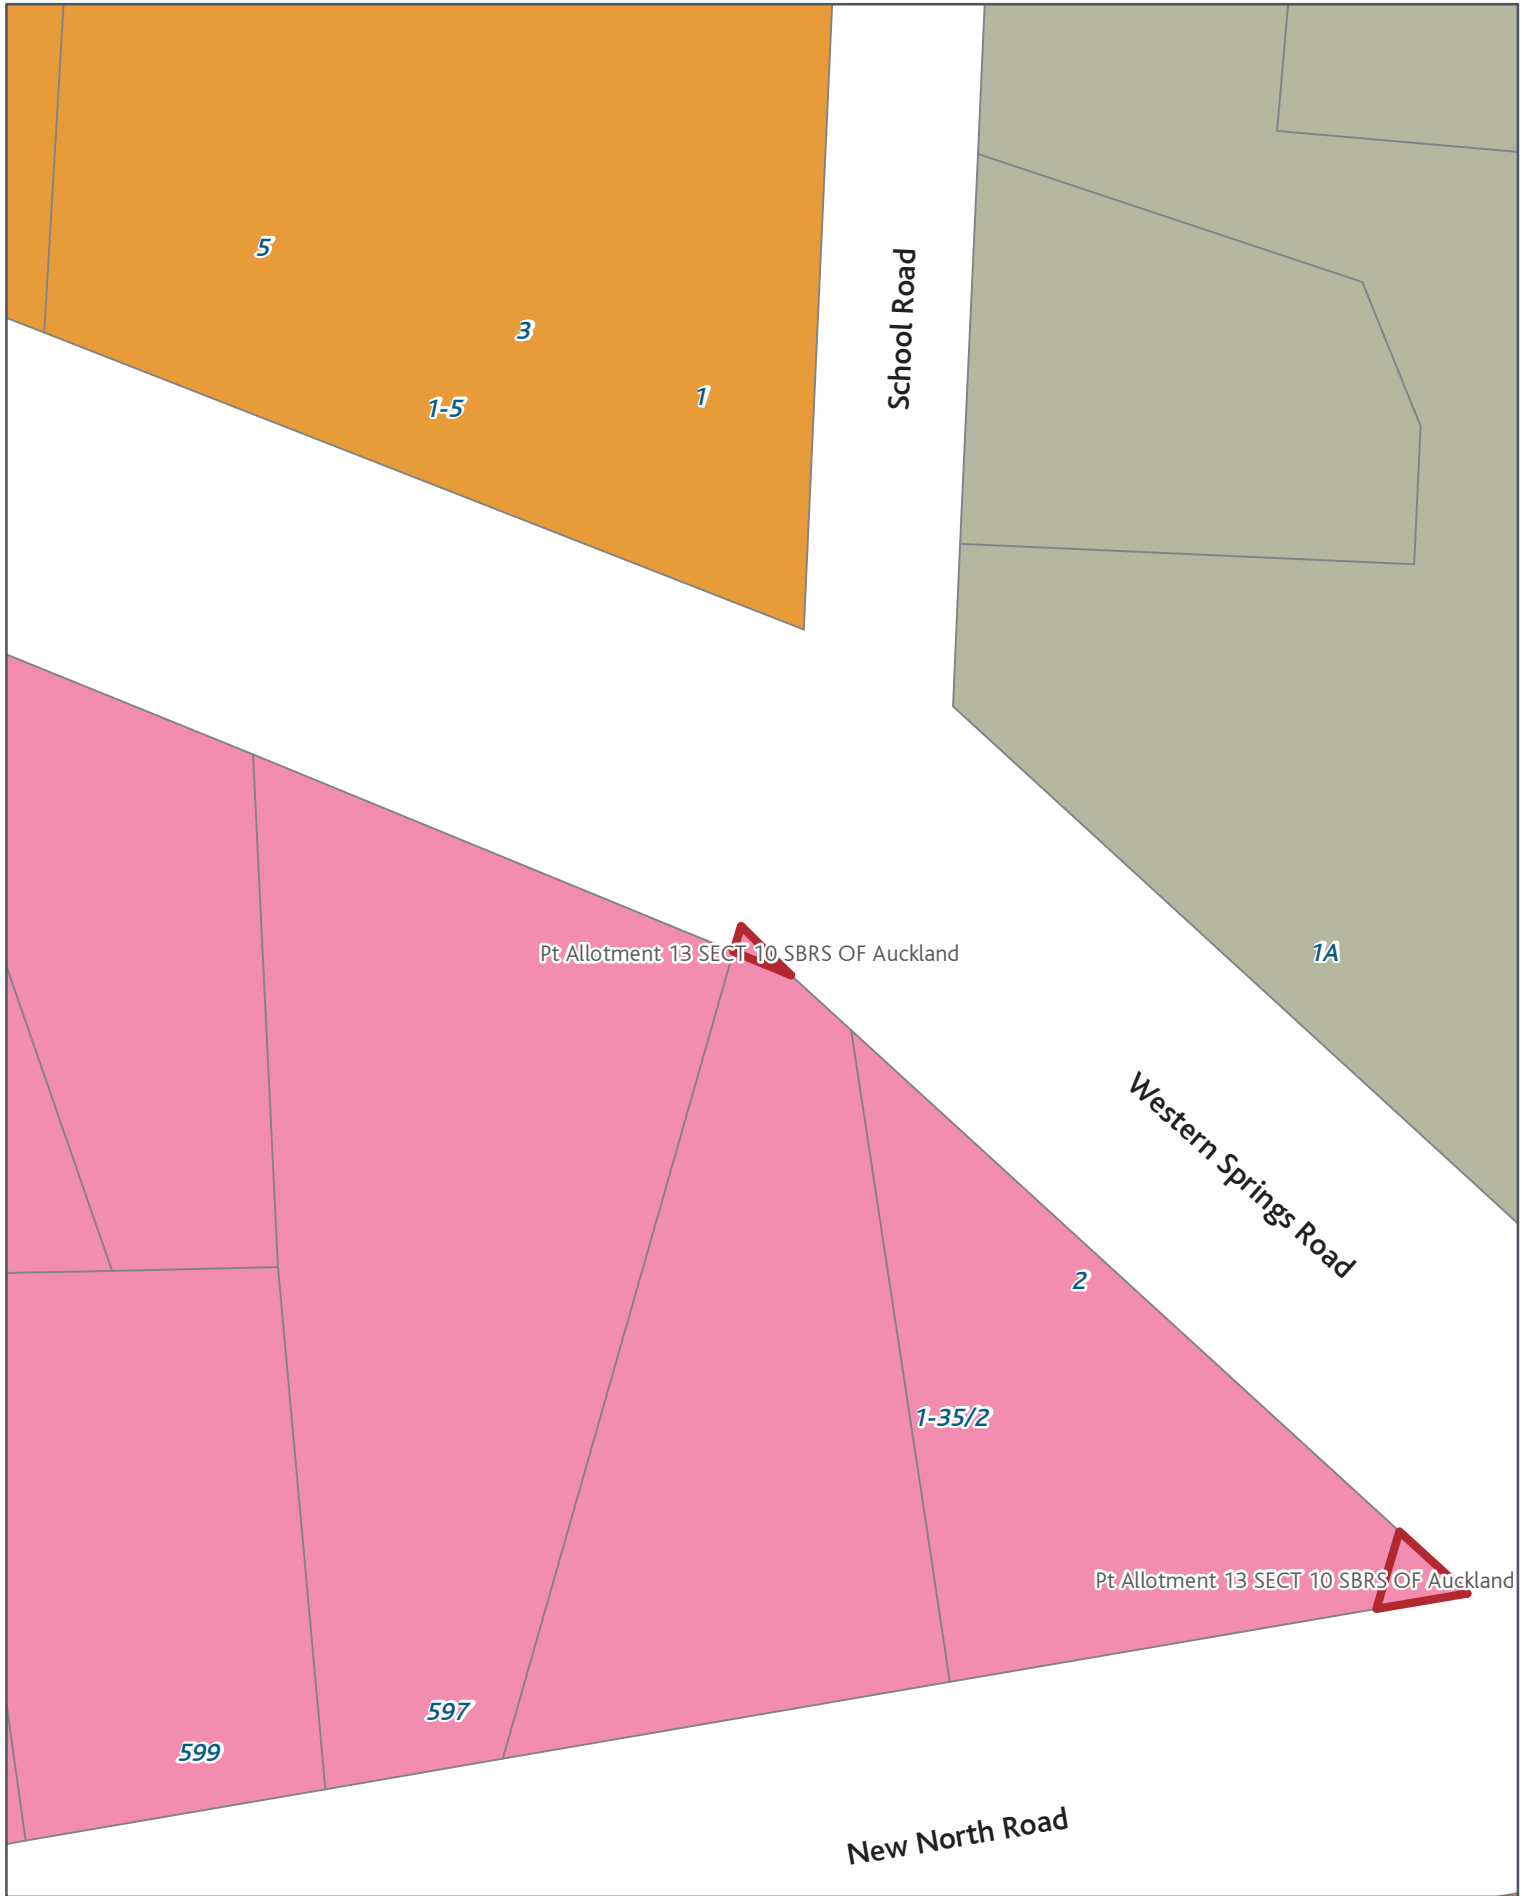 5
3
1
1-5
School Road
Pt Allotment 13 SECT 10 SBRS OF Auckland
1A
Western Springs Road
2
1-35/2
Pt Allotment 13 SECT 10 SBRS OF Auckland
597
599
New North Road